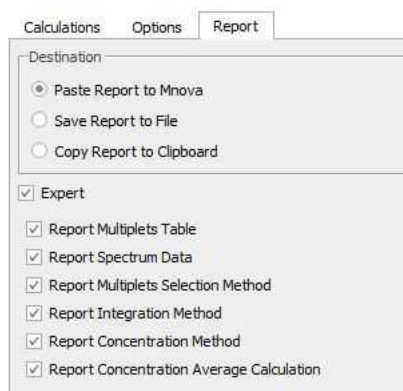 Calculations Options Report
Destination
Paste Report to Mnova
Save Report to File
Copy Report to Clipboard
Expert
Report Multiplets Table
Report Spectrum Data
Report Multiplets Selection Method
Report Integration Method
Report Concentration Method
Report Concentration Average Calculation